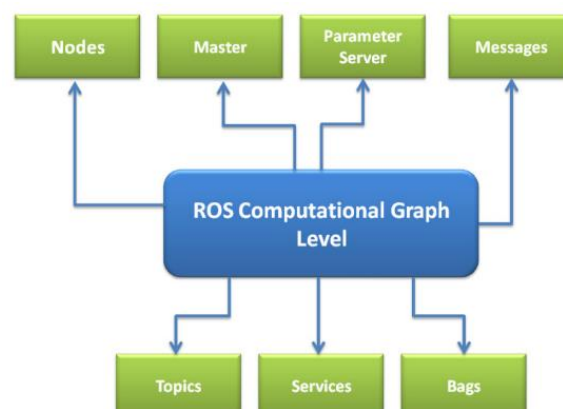 Nodes
Master
Parameter
Server
Messages
ROS Computational Graph
Level
Topics
Services
Bags